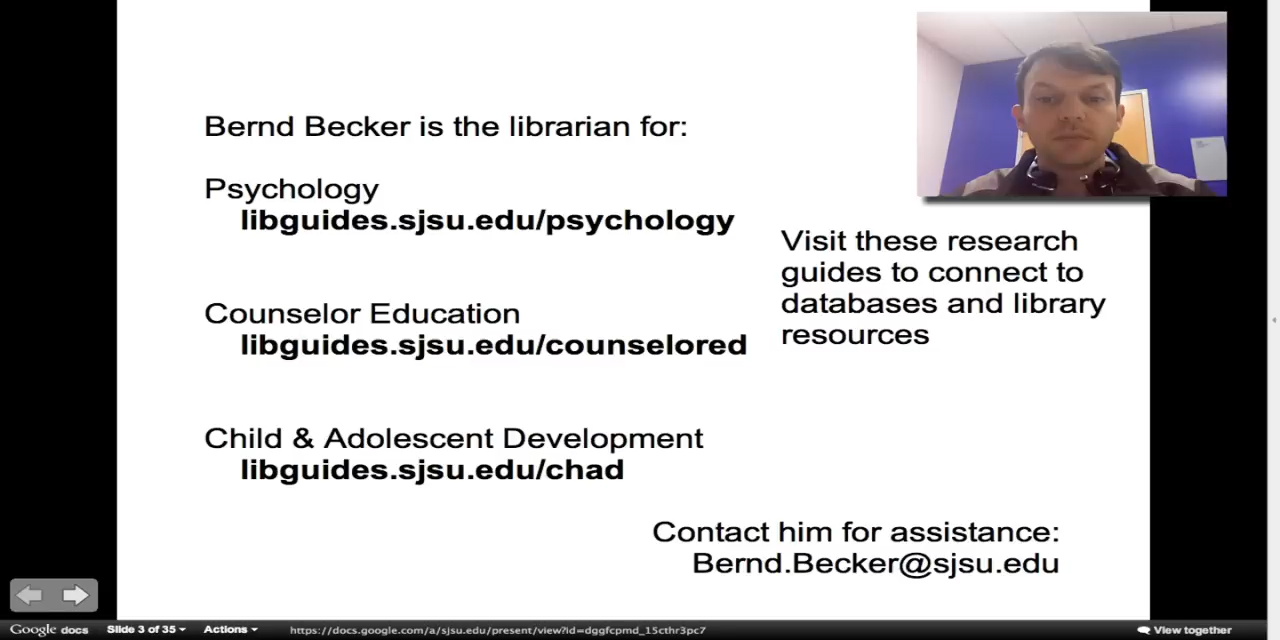 Bernd Becker is the librarian for:
Psychology
libguides.sjsu.edu/psychology
Visit these research
guides to connect to
databases and library
resources
Counselor Education
libguides.sjsu.edu/counselored
Child & Adolescent Development
libguides.sjsu.edu/chad
Contact him for assistance:
Bernd.Becker@sjsu.edu
Google docs Slide 3 of 35 Actions https://docs.google.com/a/sjsu.edu/present/view?id=dggfcpmd_15cthr3pc7 View together